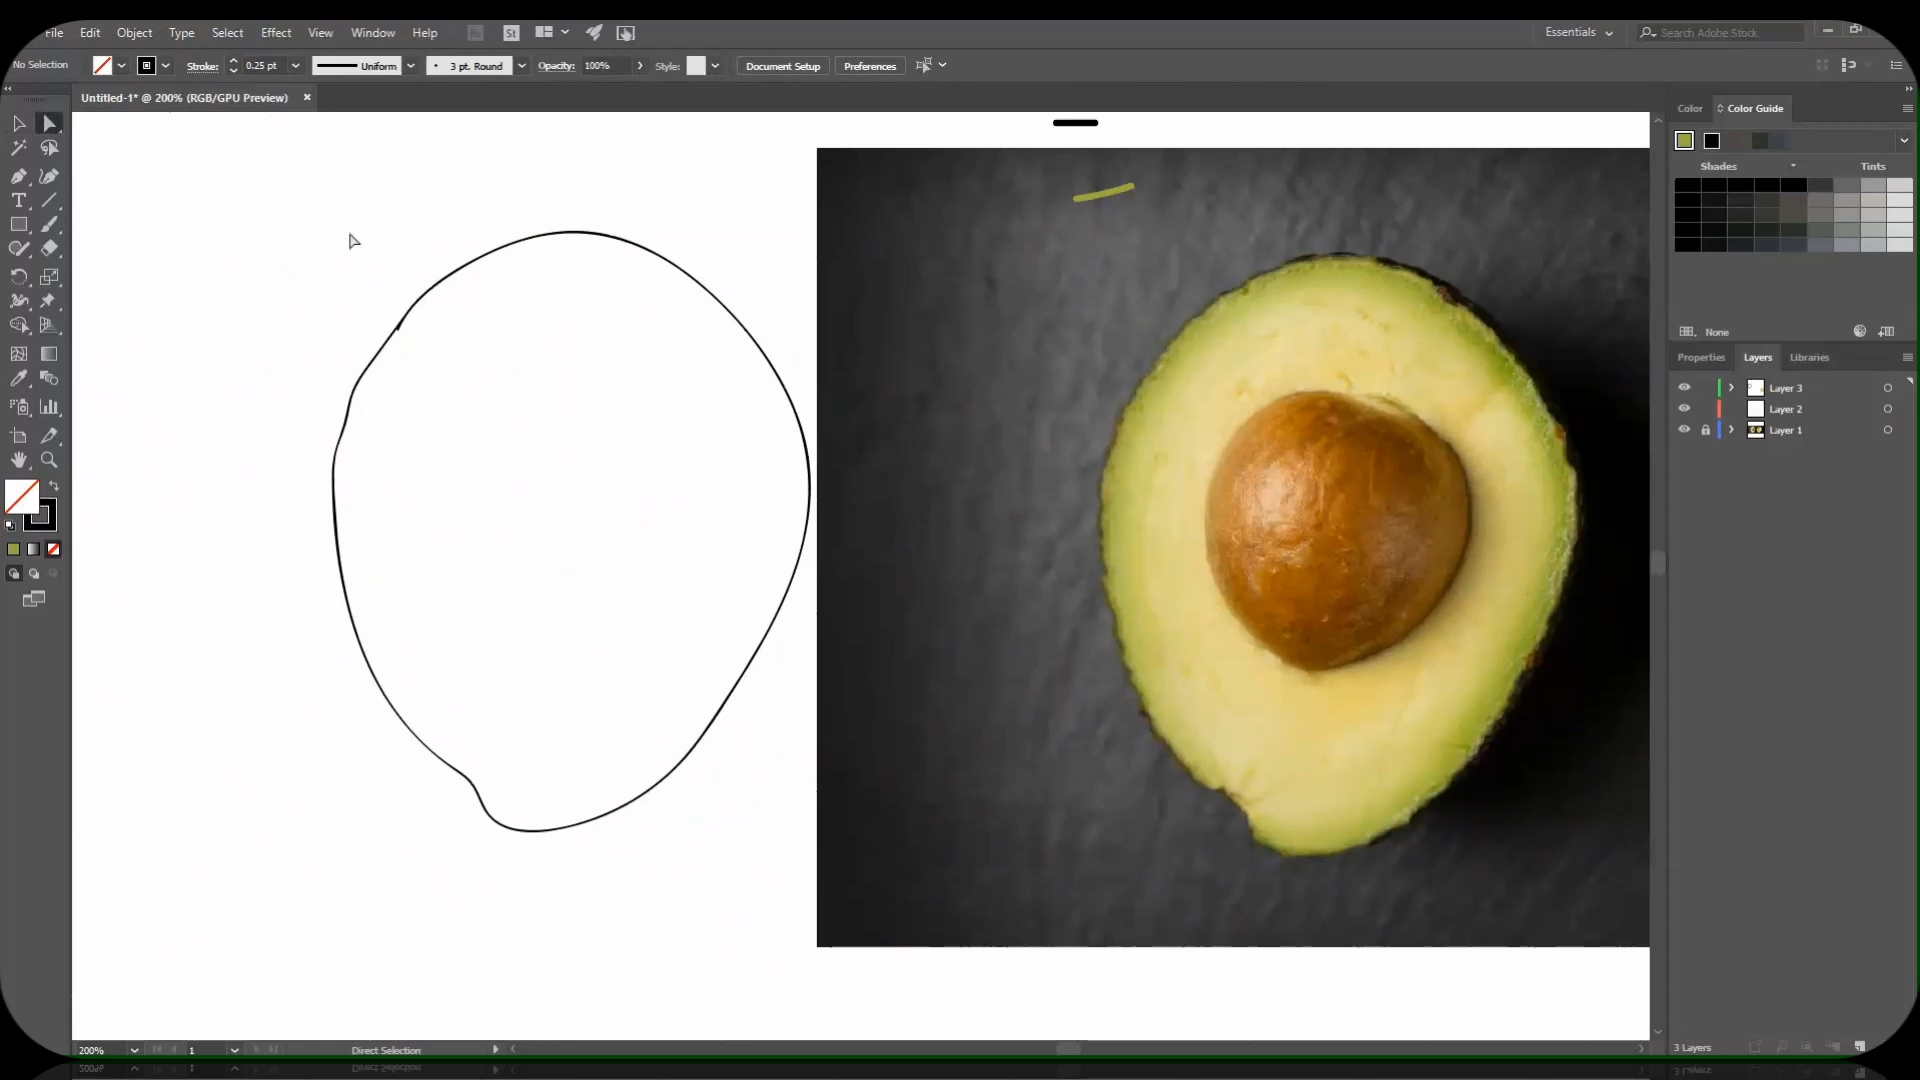 File Edit Object Type Select Effect View Window Help St Essentials Search Adobe Stock
No Selection Stroke: 0.25 pt Uniform 3 pt. Round Opacity: 100% Style: Document Setup Preferences
Untitled-1* @ 200% (RGB/GPU Preview)
Color Color Guide
Shades Tints
None
Properties Layers Libraries
Layer 3
Layer 2
Layer 1
200% 1 Direct Selection 3 Layers